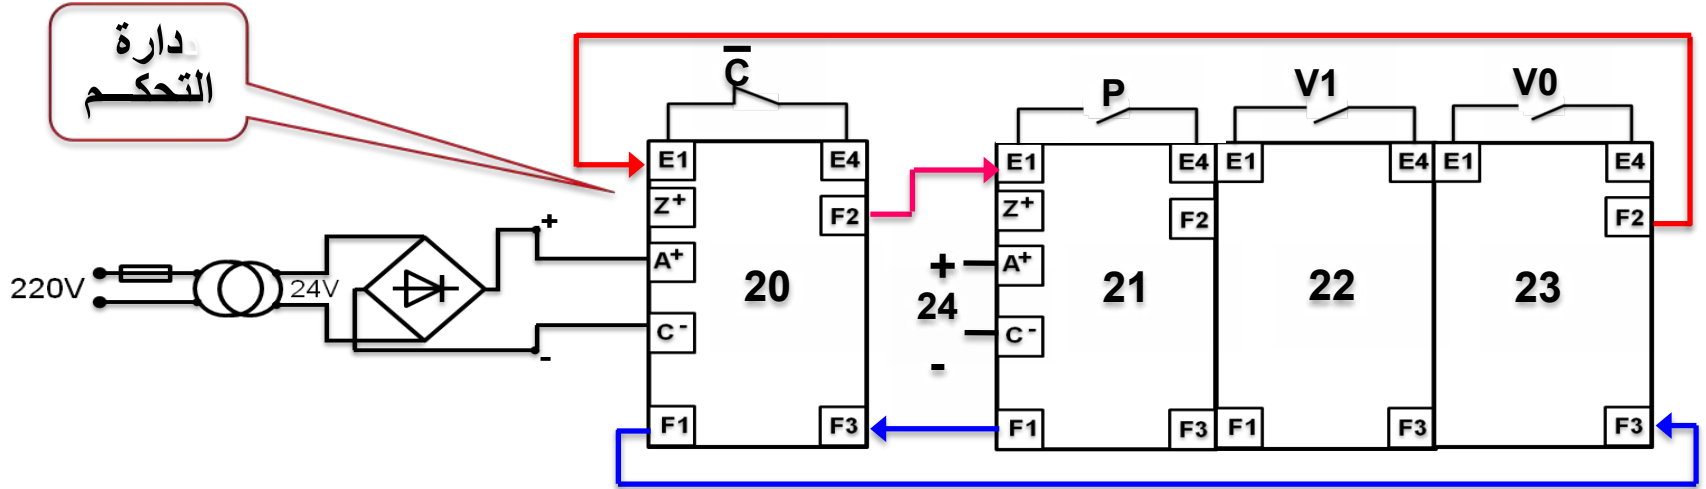 دارة
التحكـــم
C̅
P
V1
V0
E1 E4 E1 E4 E1 E4 E1 E4
Z+ F2 Z+ F2 F2
+
A+ + A+
220V 24V 20 24 21 22 23
C - C -
- -
F1 F3 F1 F3 F1 F3 F3